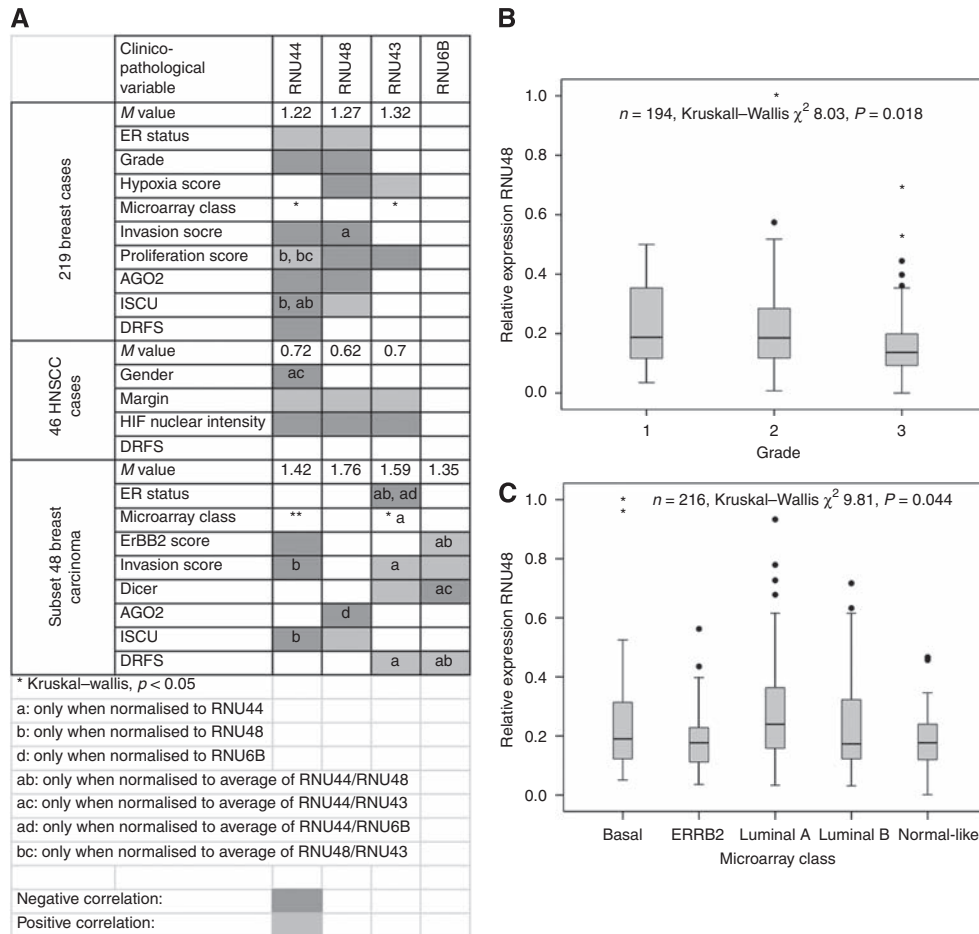 A
Clinico-
pathological
variable
RNU44
RNU48
RNU43
RNU6B
219 breast cases
M value 1.22 1.27 1.32
ER status
Grade
Hypoxia score
Microarray class * *
Invasion socre a
Proliferation score b, bc
AGO2
ISCU b, ab
DRFS
46 HNSCC
cases
M value 0.72 0.62 0.7
Gender ac
Margin
HIF nuclear intensity
DRFS
Subset 48 breast
carcinoma
M value 1.42 1.76 1.59 1.35
ER status ab, ad
Microarray class ** * a
ErBB2 score ab
Invasion score b a
Dicer ac
AGO2 d
ISCU b
DRFS a ab
* Kruskal–wallis, p < 0.05
a: only when normalised to RNU44
b: only when normalised to RNU48
d: only when normalised to RNU6B
ab: only when normalised to average of RNU44/RNU48
ac: only when normalised to average of RNU44/RNU43
ad: only when normalised to average of RNU44/RNU6B
bc: only when normalised to average of RNU48/RNU43
Negative correlation:
Positive correlation:
B
n = 194, Kruskall–Wallis χ2 8.03, P = 0.018
Relative expression RNU48
1.0
0.8
0.6
0.4
0.2
0.0
*
*
*
1 2 3
Grade
C
n = 216, Kruskal–Wallis χ2 9.81, P = 0.044
Relative expression RNU48
1.0
0.8
0.6
0.4
0.2
0.0
*
*
Basal ERRB2 Luminal A Luminal B Normal-like
Microarray class